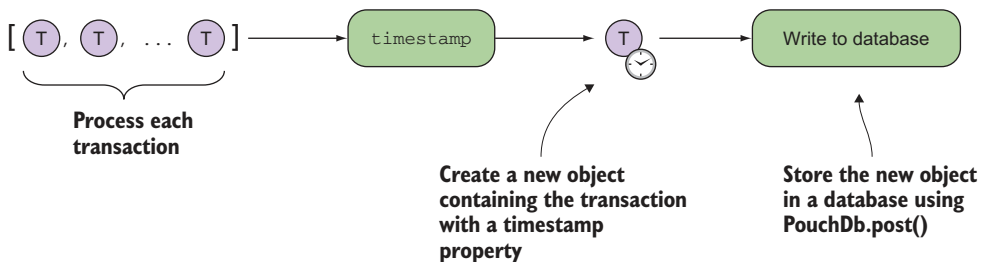 [ T, T, ... T ]
timestamp
T
Write to database
Process each
transaction
Create a new object
containing the transaction
with a timestamp
property
Store the new object
in a database using
PouchDb.post()